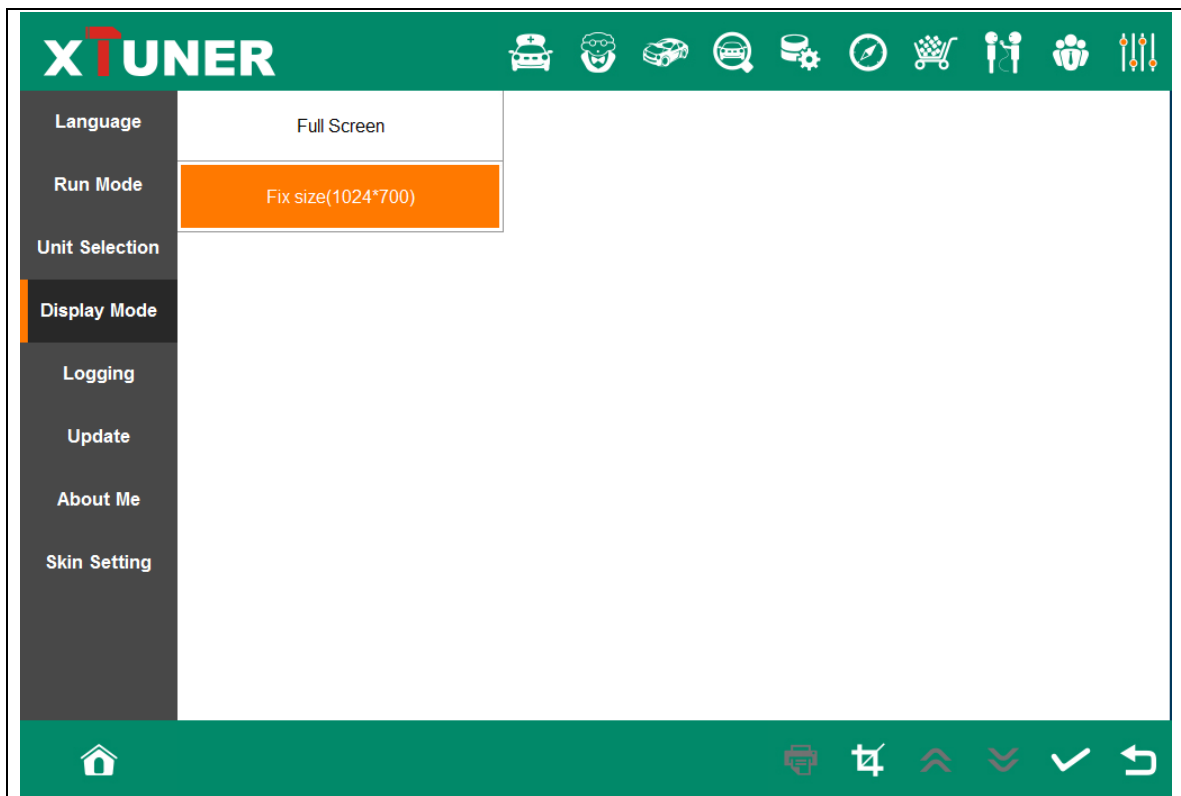 XTUNER
Language
Full Screen
Run Mode
Fix size(1024*700)
Unit Selection
Display Mode
Logging
Update
About Me
Skin Setting